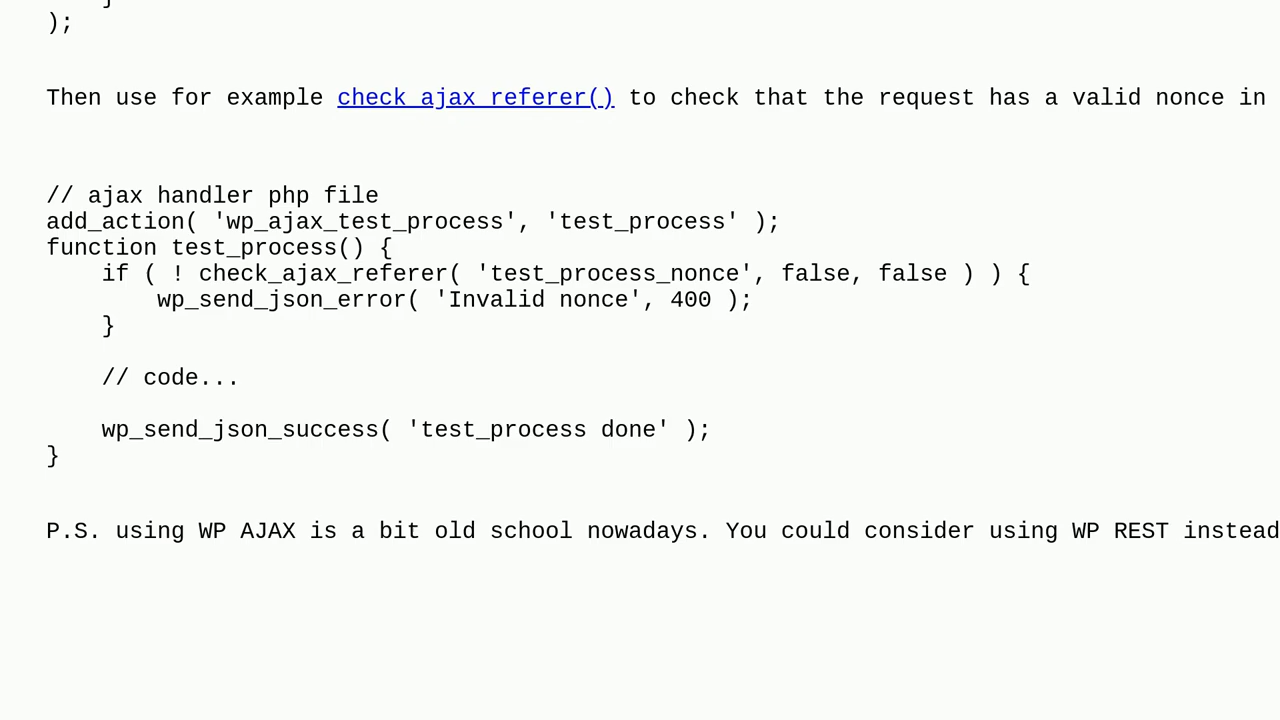 }
);
Then use for example check_ajax_referer() to check that the request has a valid nonce in
// ajax handler php file
add_action( 'wp_ajax_test_process', 'test_process' );
function test_process() {
    if ( ! check_ajax_referer( 'test_process_nonce', false, false ) ) {
        wp_send_json_error( 'Invalid nonce', 400 );
    }
    // code...
    wp_send_json_success( 'test_process done' );
}
P.S. using WP AJAX is a bit old school nowadays. You could consider using WP REST instead